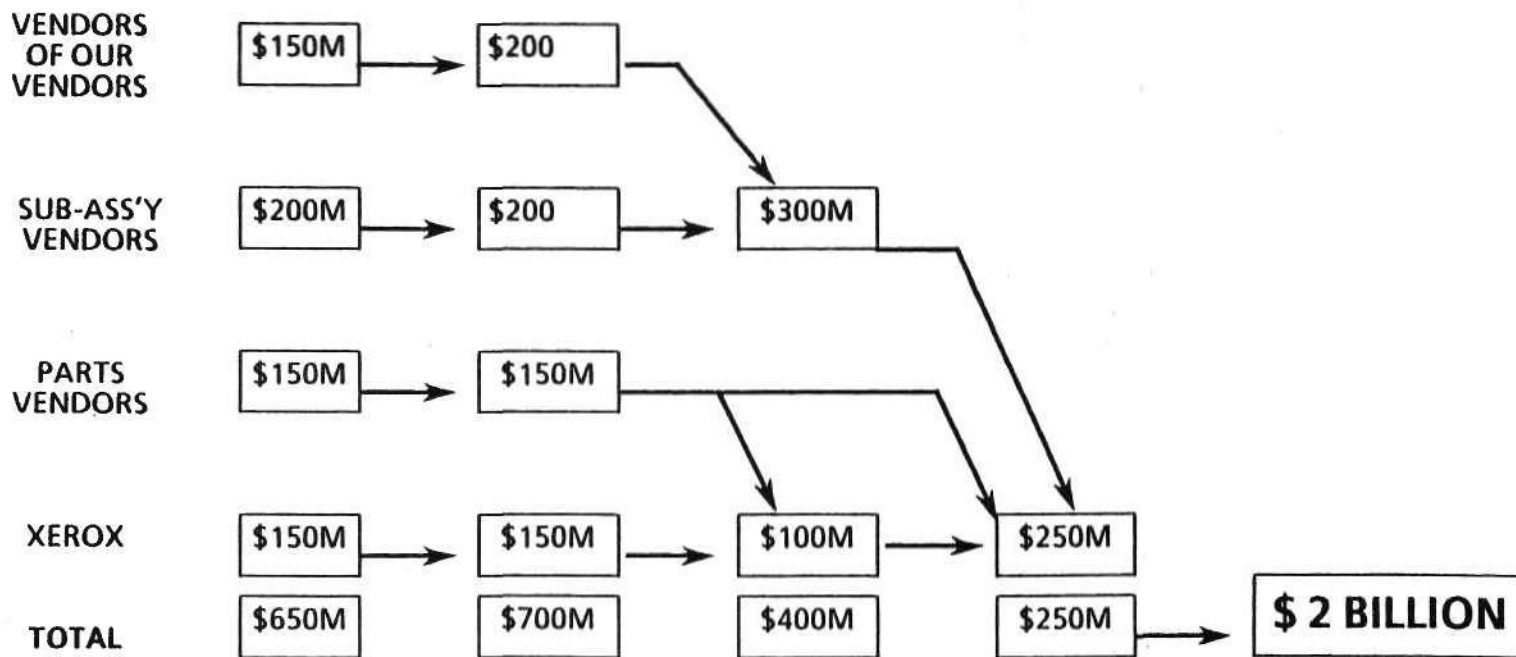 VENDORS
OF OUR
VENDORS
$150M
$200
SUB-ASS'Y
VENDORS
$200M
$200
$300M
PARTS
VENDORS
$150M
$150M
XEROX
$150M
$150M
$100M
$250M
TOTAL
$650M
$700M
$400M
$250M
$ 2 BILLION